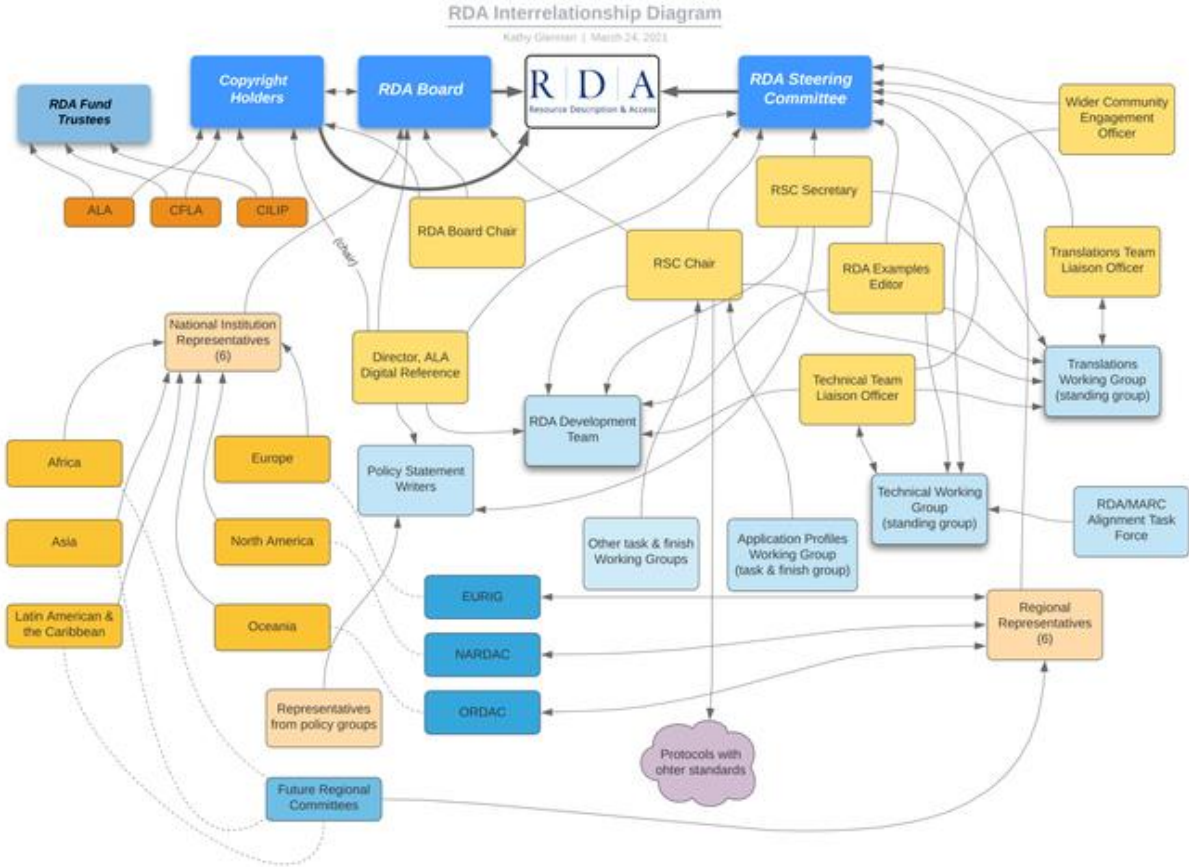 RDA Interrelationship Diagram
Kathy Glennan | March 24, 2021
RDA Fund
Trustees
Copyright
Holders
RDA Board
R | D | A
Resource Description & Access
RDA Steering
Committee
Wider Community
Engagement
Officer
ALA
CFLA
CILIP
(chair)
RDA Board Chair
RSC Secretary
RSC Chair
RDA Examples
Editor
Translations Team
Liaison Officer
National Institution
Representatives
(6)
Director, ALA
Digital Reference
Technical Team
Liaison Officer
Translations
Working Group
(standing group)
RDA Development
Team
Africa
Europe
Policy Statement
Writers
Technical Working
Group
(standing group)
RDA/MARC
Alignment Task
Force
Asia
North America
Other task & finish
Working Groups
Application Profiles
Working Group
(task & finish group)
Latin American &
the Caribbean
Oceania
EURIG
NARDAC
ORDAC
Regional
Representatives
(6)
Representatives
from policy groups
Protocols with
ohter standards
Future Regional
Committees